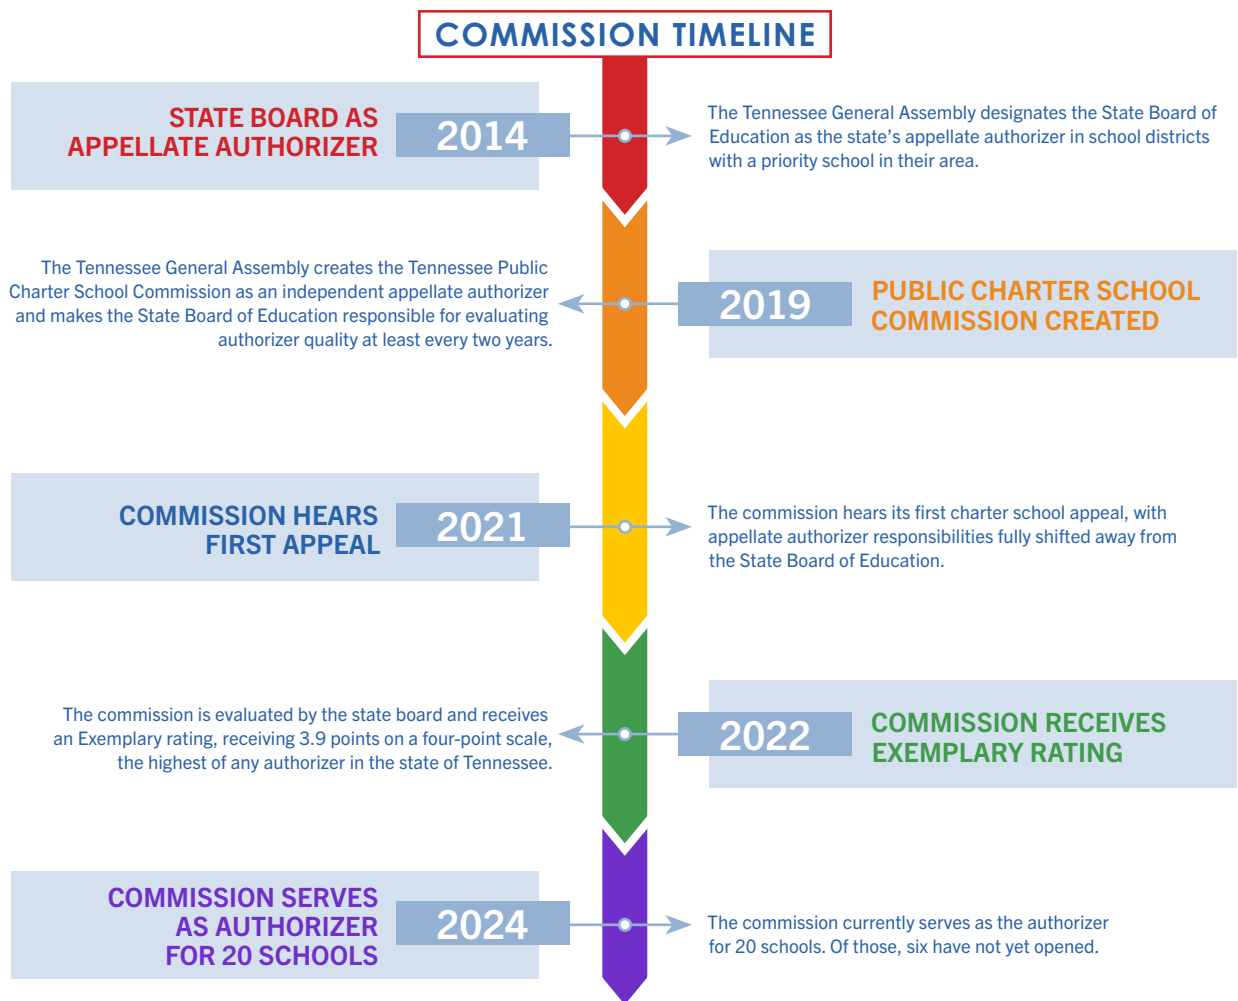 COMMISSION TIMELINE
STATE BOARD AS
APPELLATE AUTHORIZER
2014
The Tennessee General Assembly designates the State Board of
Education as the state’s appellate authorizer in school districts
with a priority school in their area.
The Tennessee General Assembly creates the Tennessee Public
Charter School Commission as an independent appellate authorizer
and makes the State Board of Education responsible for evaluating
authorizer quality at least every two years.
2019
PUBLIC CHARTER SCHOOL
COMMISSION CREATED
COMMISSION HEARS
FIRST APPEAL
2021
The commission hears its first charter school appeal, with
appellate authorizer responsibilities fully shifted away from
the State Board of Education.
The commission is evaluated by the state board and receives
an Exemplary rating, receiving 3.9 points on a four-point scale,
the highest of any authorizer in the state of Tennessee.
2022
COMMISSION RECEIVES
EXEMPLARY RATING
COMMISSION SERVES
AS AUTHORIZER
FOR 20 SCHOOLS
2024
The commission currently serves as the authorizer
for 20 schools. Of those, six have not yet opened.